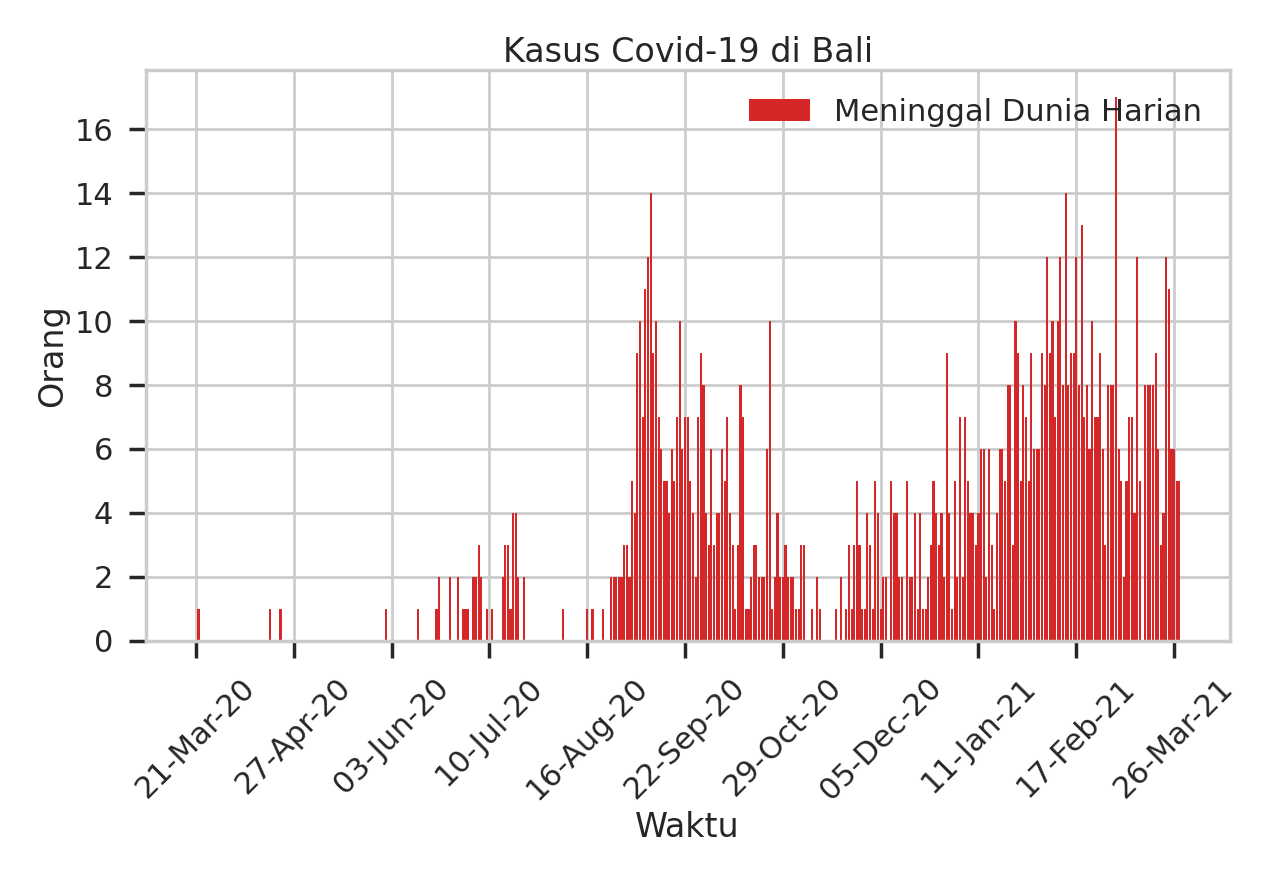 Kasus Covid-19 di Bali
Meninggal Dunia Harian
Orang
16
14
12
10
8
6
4
2
0
21-Mar-20
27-Apr-20
03-Jun-20
10-Jul-20
16-Aug-20
22-Sep-20
29-Oct-20
05-Dec-20
11-Jan-21
17-Feb-21
26-Mar-21
Waktu